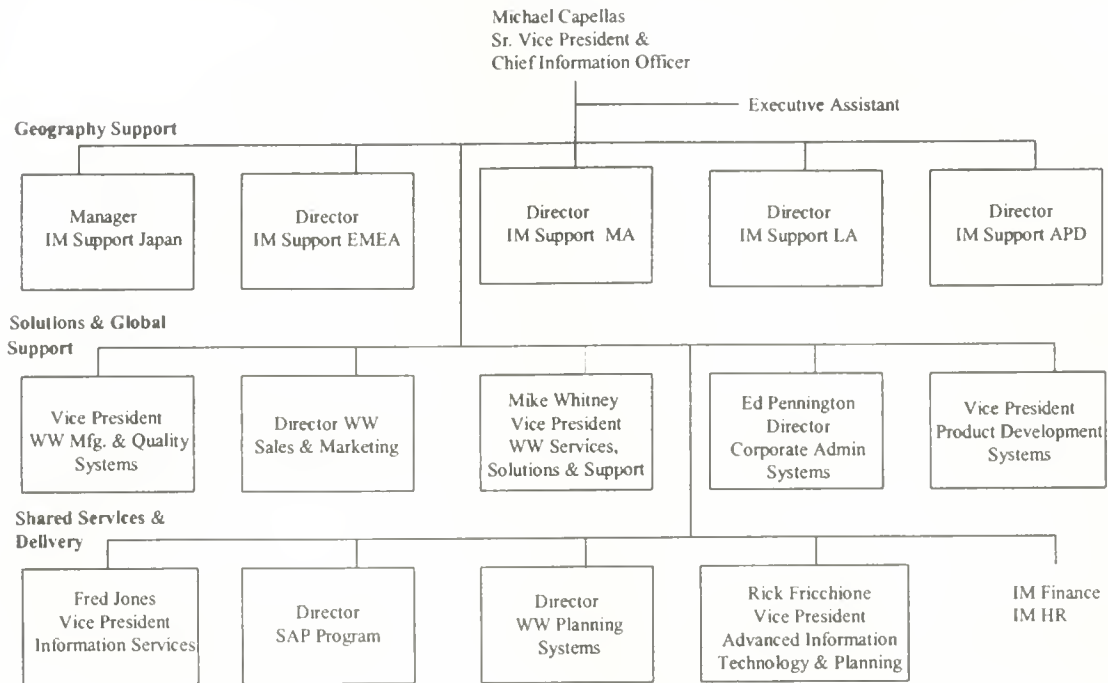 Michael Capellas
Sr. Vice President &
Chief Information Officer
Executive Assistant
Geography Support
Manager
IM Support Japan
Director
IM Support EMEA
Director
IM Support MA
Director
IM Support LA
Director
IM Support APD
Solutions & Global
Support
Vice President
WW Mfg. & Quality
Systems
Director WW
Sales & Marketing
Mike Whitney
Vice President
WW Services,
Solutions & Support
Ed Pennington
Director
Corporate Admin
Systems
Vice President
Product Development
Systems
Shared Services &
Delivery
Fred Jones
Vice President
Information Services
Director
SAP Program
Director
WW Planning
Systems
Rick Fricchione
Vice President
Advanced Information
Technology & Planning
IM Finance
IM HR